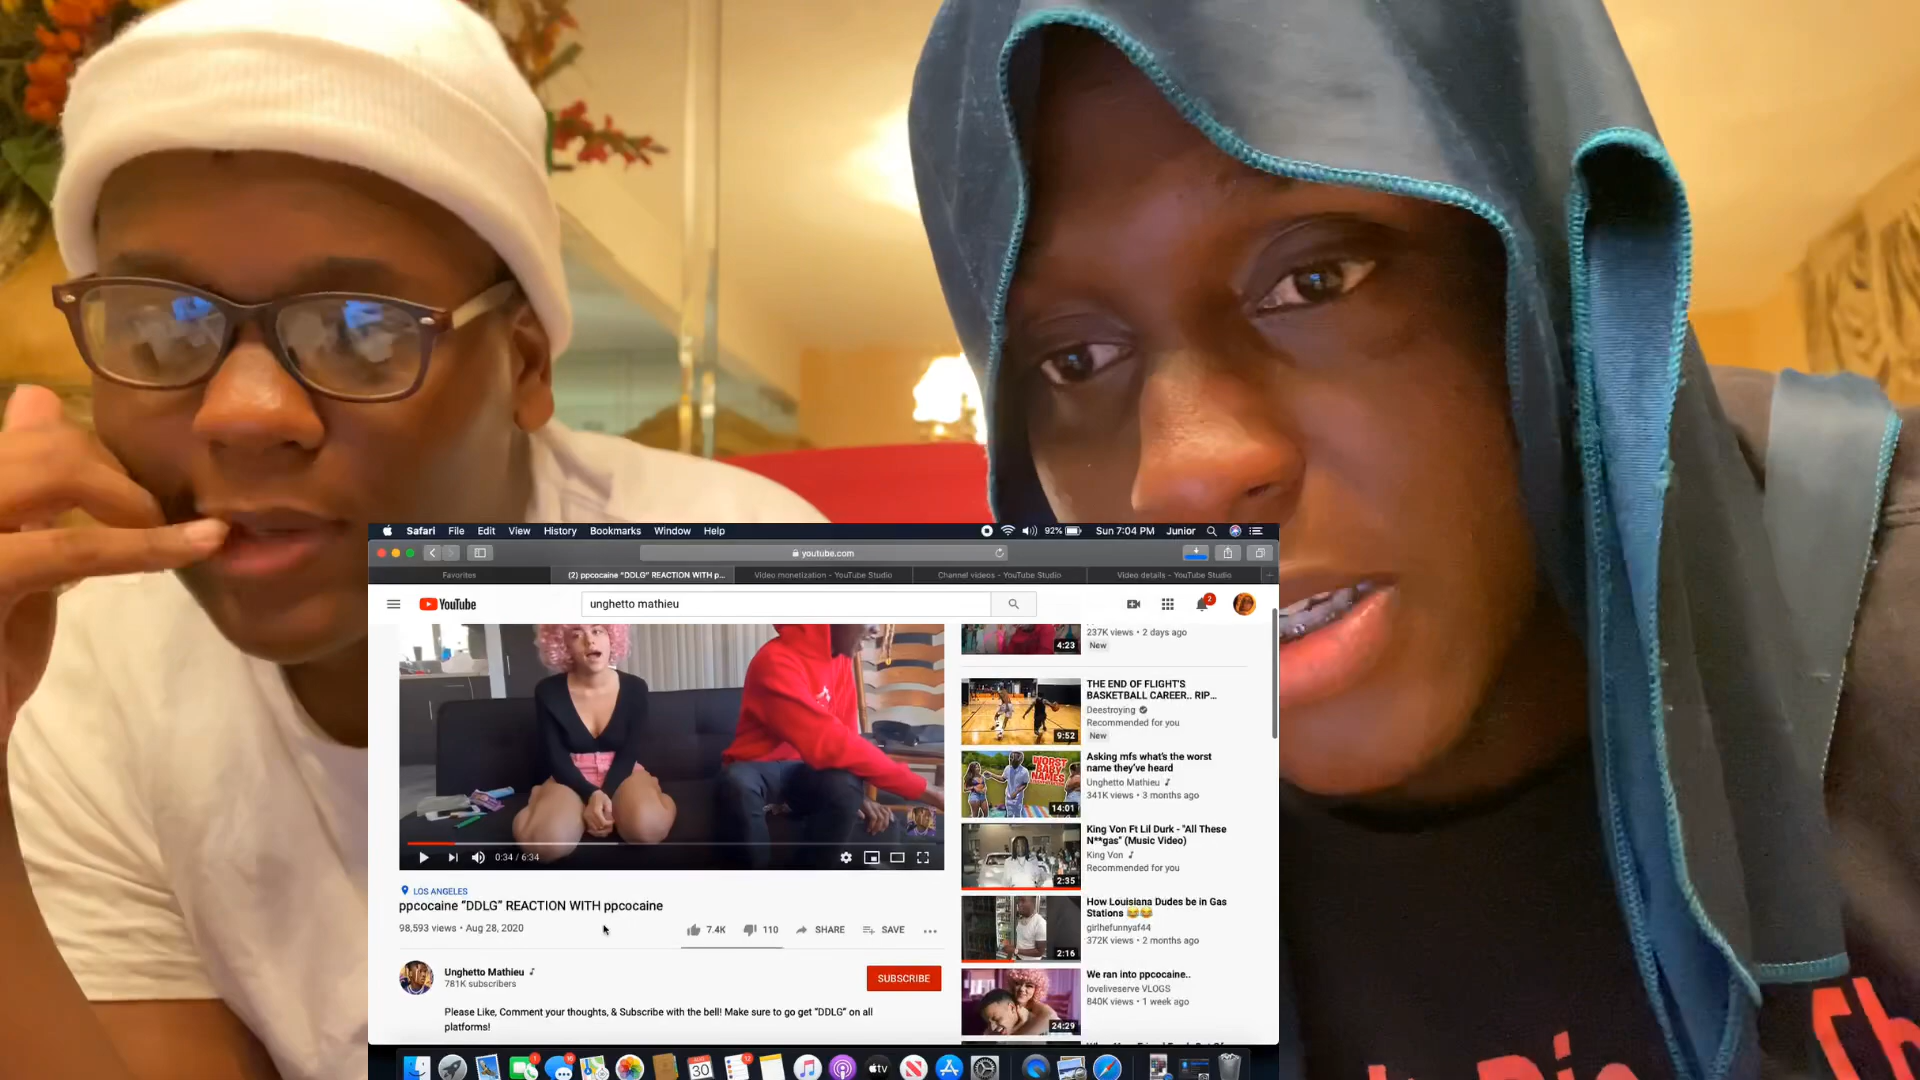 Safari File Edit View History Bookmarks Window Help 92% Sun 7:04 PM Junior
youtube.com
Favorites (2) ppcocaine “DDLG” REACTION WITH p... Video monetization - YouTube Studio Channel videos - YouTube Studio Video details - YouTube Studio
YouTube unghetto mathieu 2
237K views • 2 days ago
4:23 New
THE END OF FLIGHT'S
BASKETBALL CAREER.. RIP...
Deestroying
Recommended for you
9:52 New
Asking mfs what's the worst
name they've heard
WORST
BABY
NAMES
Unghetto Mathieu
341K views • 3 months ago
14:01
King Von Ft Lil Durk - "All These
N**gas" (Music Video)
King Von
Recommended for you
2:35
How Louisiana Dudes be in Gas
Stations 😂😂
girlhefunnyaf44
372K views • 2 months ago
2:16
We ran into ppcocaine..
loveliveserve VLOGS
840K views • 1 week ago
24:29
0:34 / 6:34
LOS ANGELES
ppcocaine “DDLG” REACTION WITH ppcocaine
98,593 views • Aug 28, 2020 7.4K 110 SHARE SAVE ...
Unghetto Mathieu
781K subscribers
SUBSCRIBE
Please Like, Comment your thoughts, & Subscribe with the bell! Make sure to go get “DDLG” on all
platforms!
AUG
30
tv